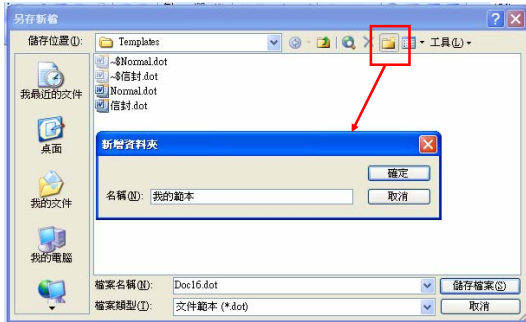 另存新檔
儲存位置(I):
Templates
工具(L)
~$Normal.dot
~$信封.dot
Normal.dot
信封.dot
我最近的文件
桌面
我的文件
我的電腦
新增資料夾
確定
名稱(N):
我的範本
取消
檔案名稱(N):
Doc16.dot
儲存檔案(S)
檔案類型(T):
文件範本 (*.dot)
取消